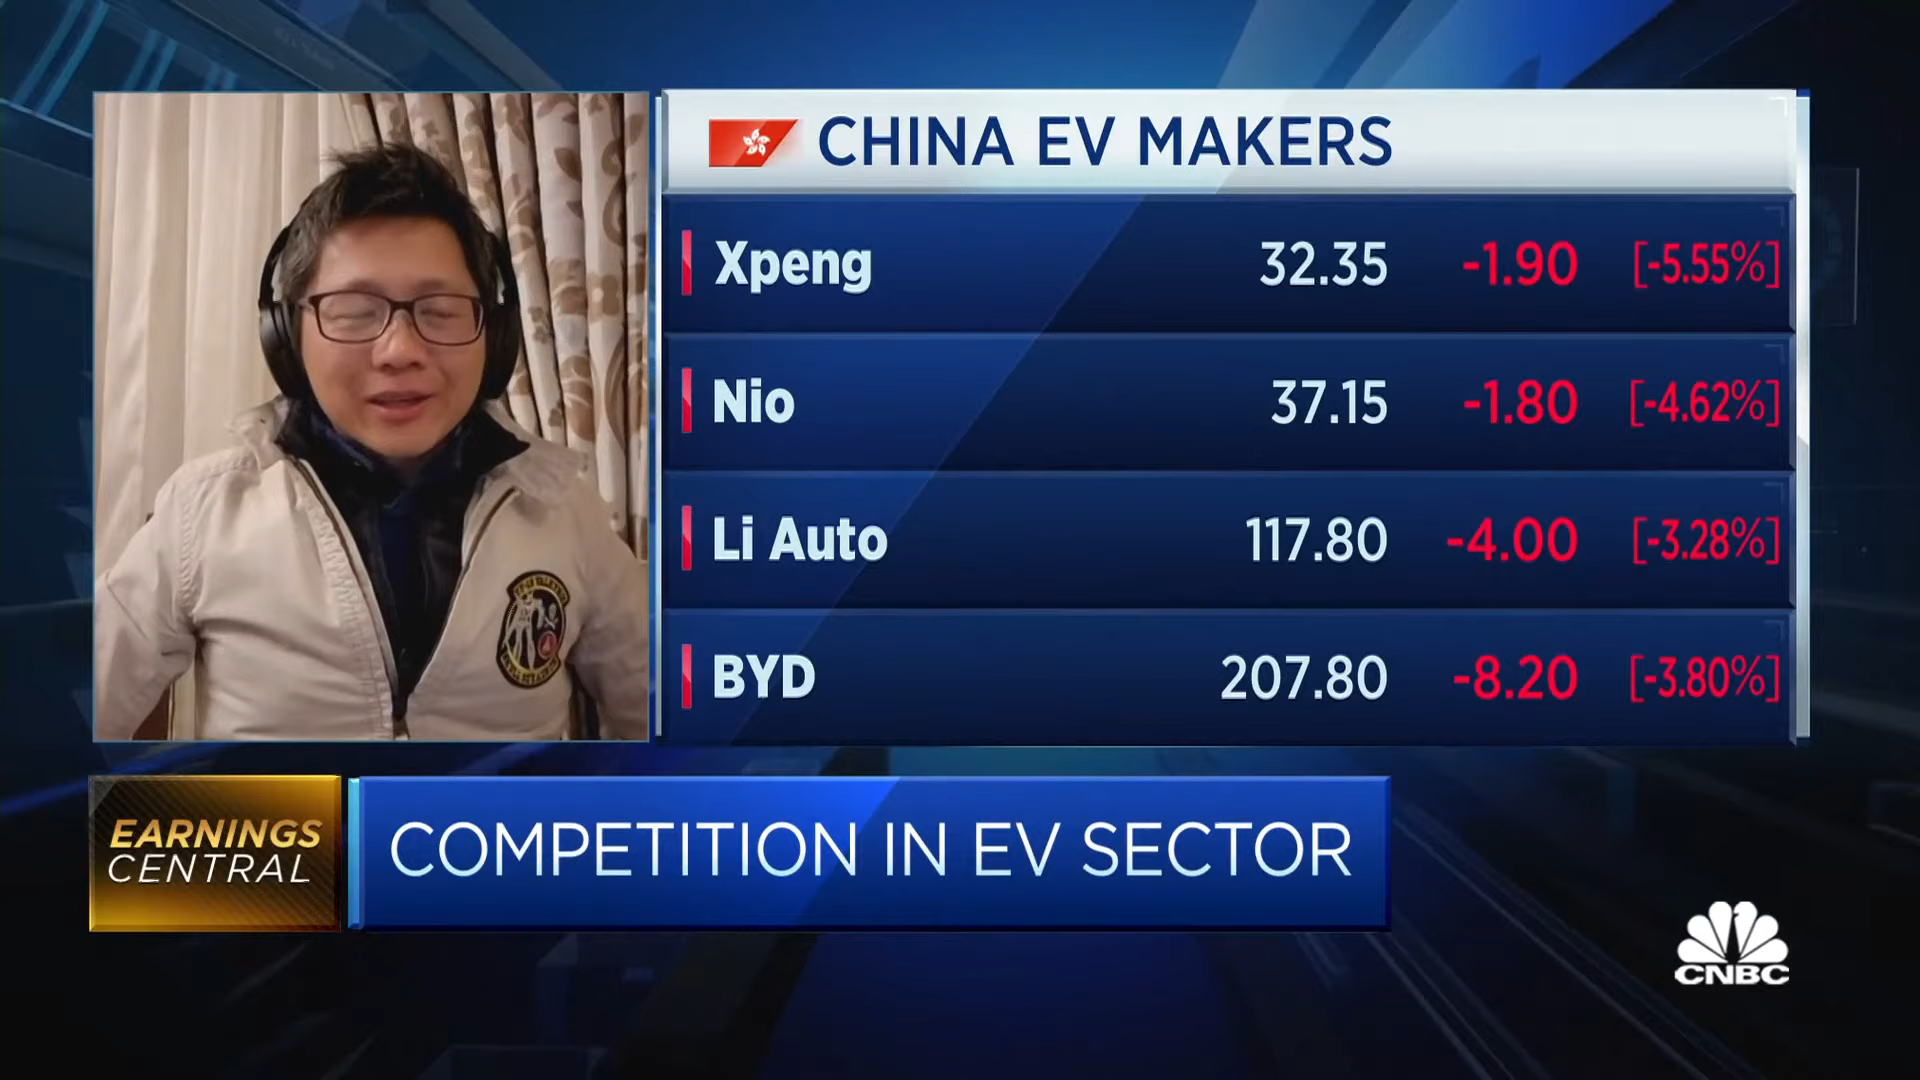 CHINA EV MAKERS
Xpeng 32.35 -1.90 [-5.55%]
Nio 37.15 -1.80 [-4.62%]
Li Auto 117.80 -4.00 [-3.28%]
BYD 207.80 -8.20 [-3.80%]
EARNINGS
CENTRAL
COMPETITION IN EV SECTOR
CNBC